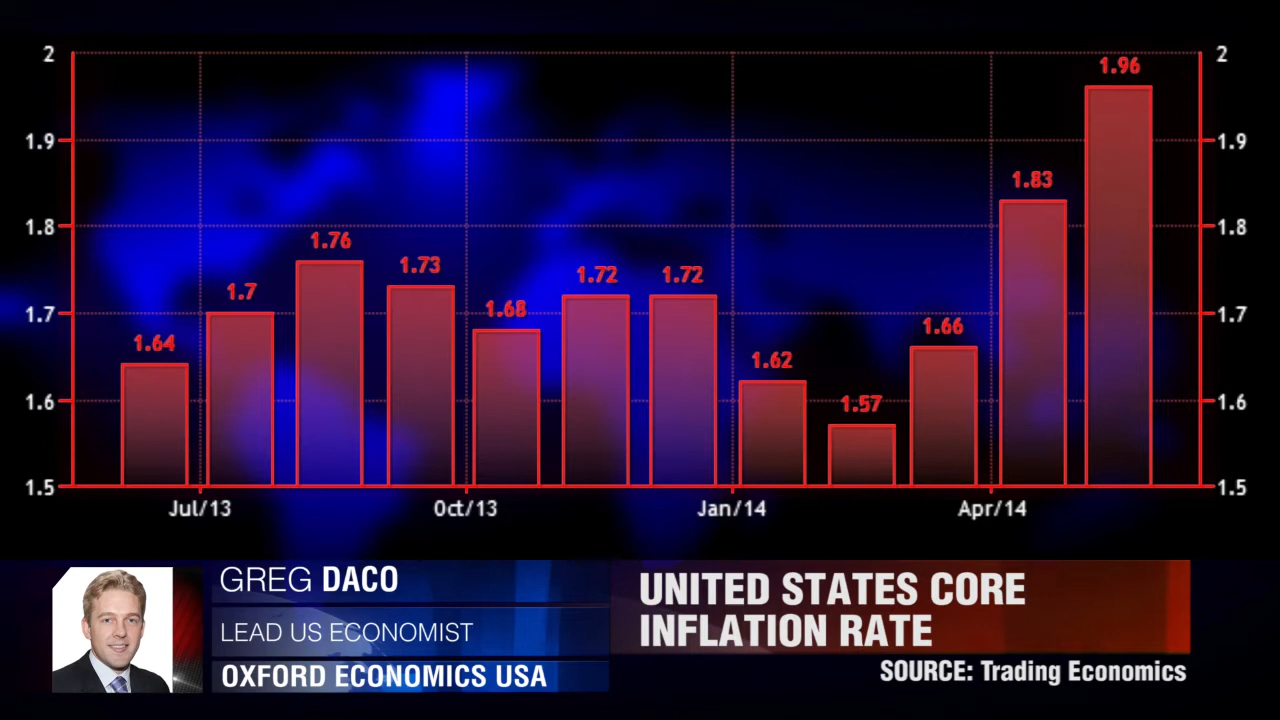 2 2
1.96
1.9 1.9
1.83
1.8 1.8
1.76
1.73
1.72 1.72
1.7
1.68
1.7 1.7
1.66
1.64
1.62
1.6 1.57 1.6
1.5 1.5
Jul/13 Oct/13 Jan/14 Apr/14
GREG DACO
LEAD US ECONOMIST
OXFORD ECONOMICS USA
UNITED STATES CORE
INFLATION RATE
SOURCE: Trading Economics